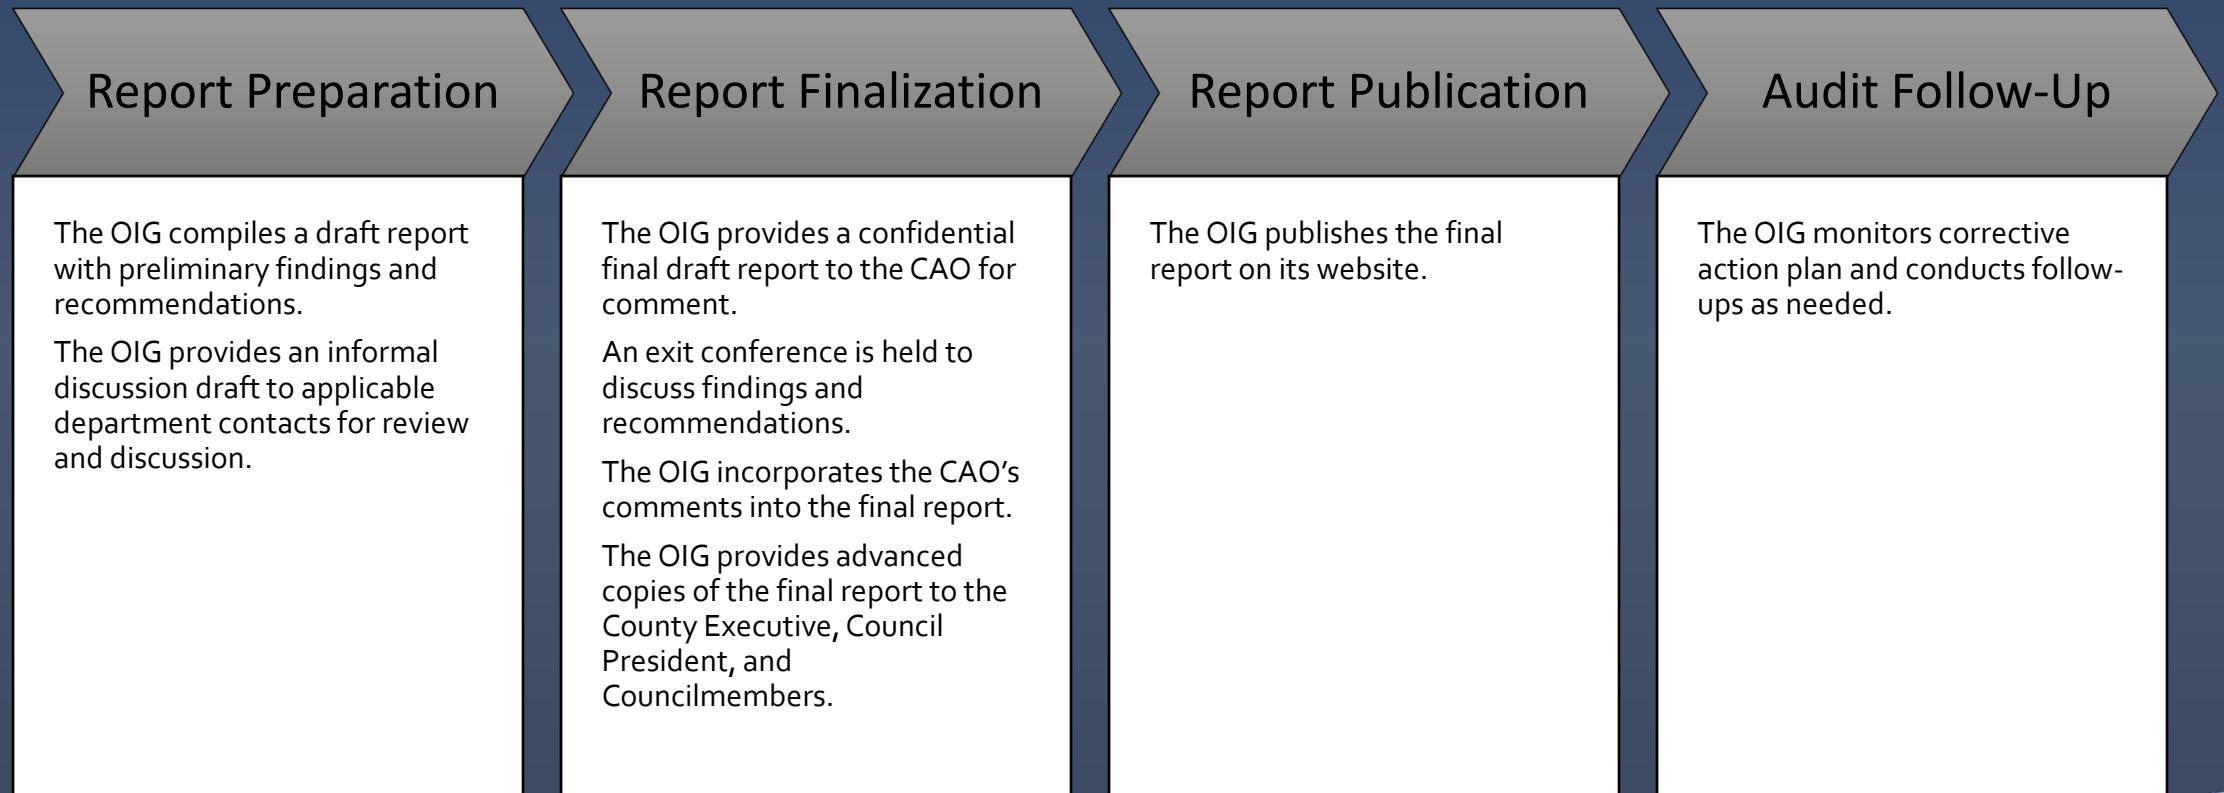 Report Preparation
The OIG compiles a draft report
with preliminary findings and
recommendations.
The OIG provides an informal
discussion draft to applicable
department contacts for review
and discussion.
Report Finalization
The OIG provides a confidential
final draft report to the CAO for
comment.
An exit conference is held to
discuss findings and
recommendations.
The OIG incorporates the CAO’s
comments into the final report.
The OIG provides advanced
copies of the final report to the
County Executive, Council
President, and
Councilmembers.
Report Publication
The OIG publishes the final
report on its website.
Audit Follow-Up
The OIG monitors corrective
action plan and conducts follow-
ups as needed.